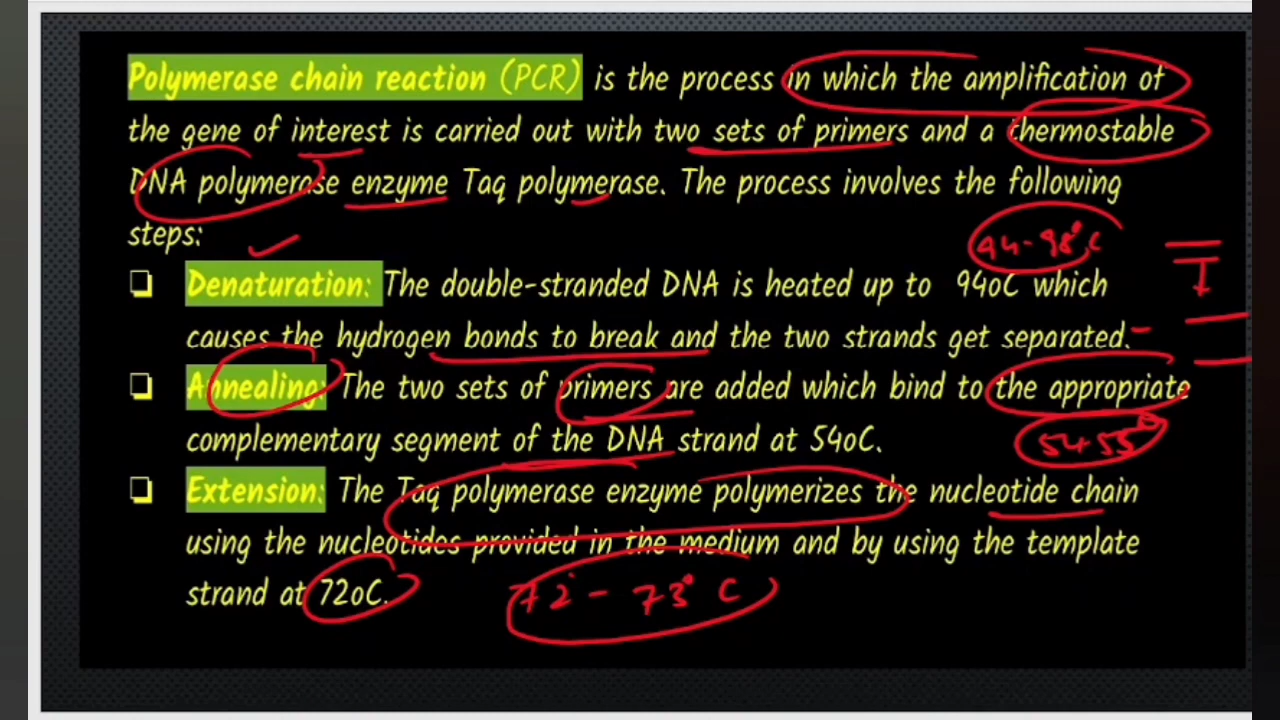 Polymerase chain reaction (PCR) is the process in which the amplification of
the gene of interest is carried out with two sets of primers and a thermostable
DNA polymerase enzyme Taq polymerase. The process involves the following
steps:
94-98°C
❑ Denaturation: The double-stranded DNA is heated up to 94oC which
causes the hydrogen bonds to break and the two strands get separated.
❑ Annealing: The two sets of primers are added which bind to the appropriate
complementary segment of the DNA strand at 54oC.
❑ Extension: The Taq polymerase enzyme polymerizes the nucleotide chain
using the nucleotides provided in the medium and by using the template
strand at 72oC.
72 - 73° C